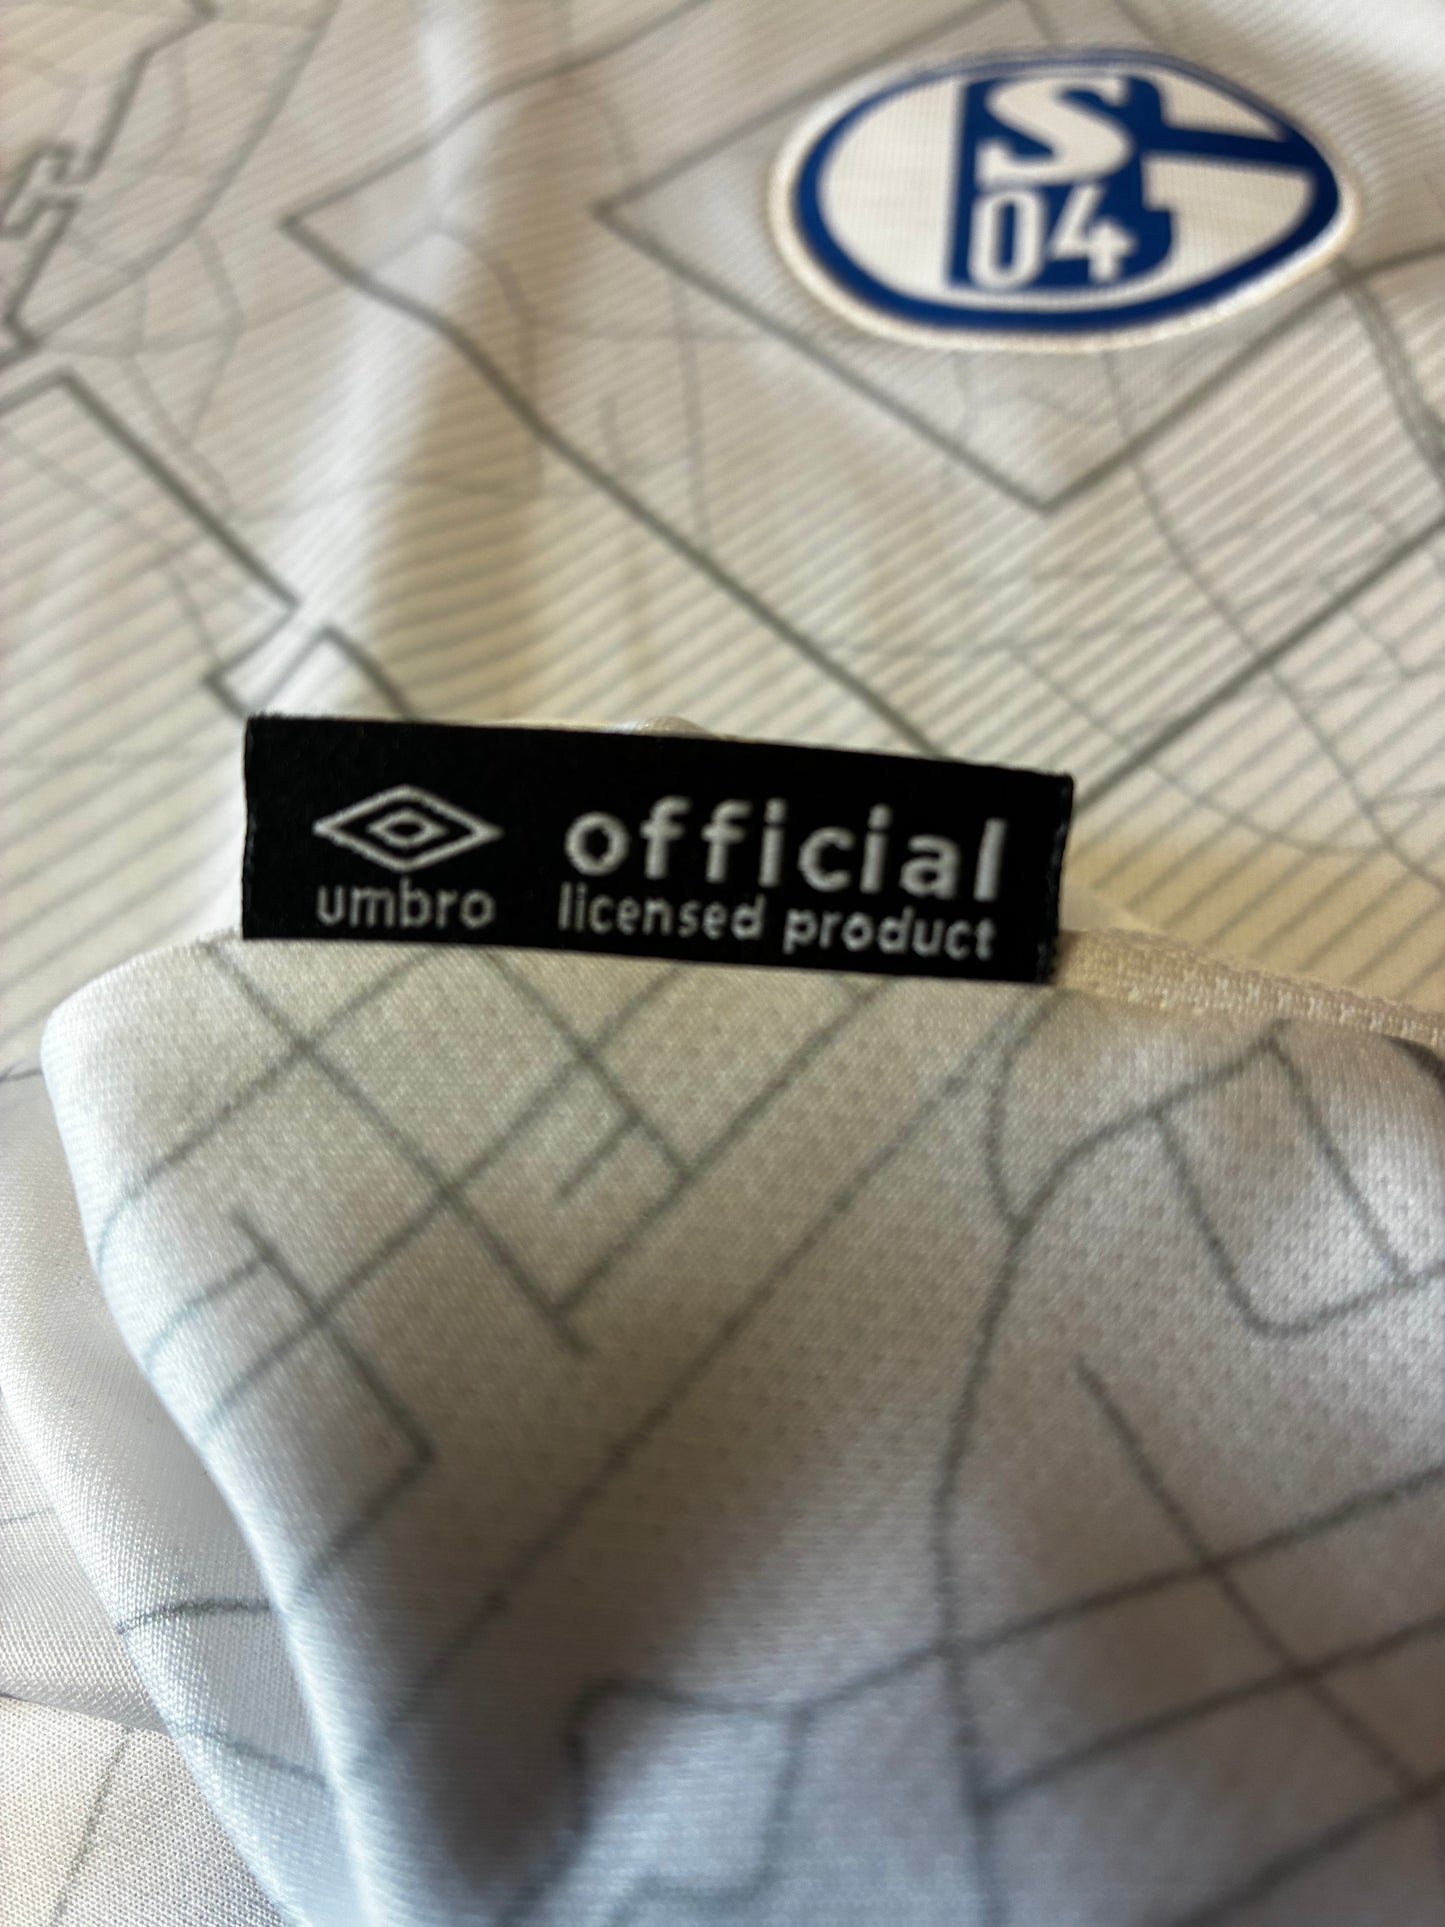 S
04
umbro
official
licensed product